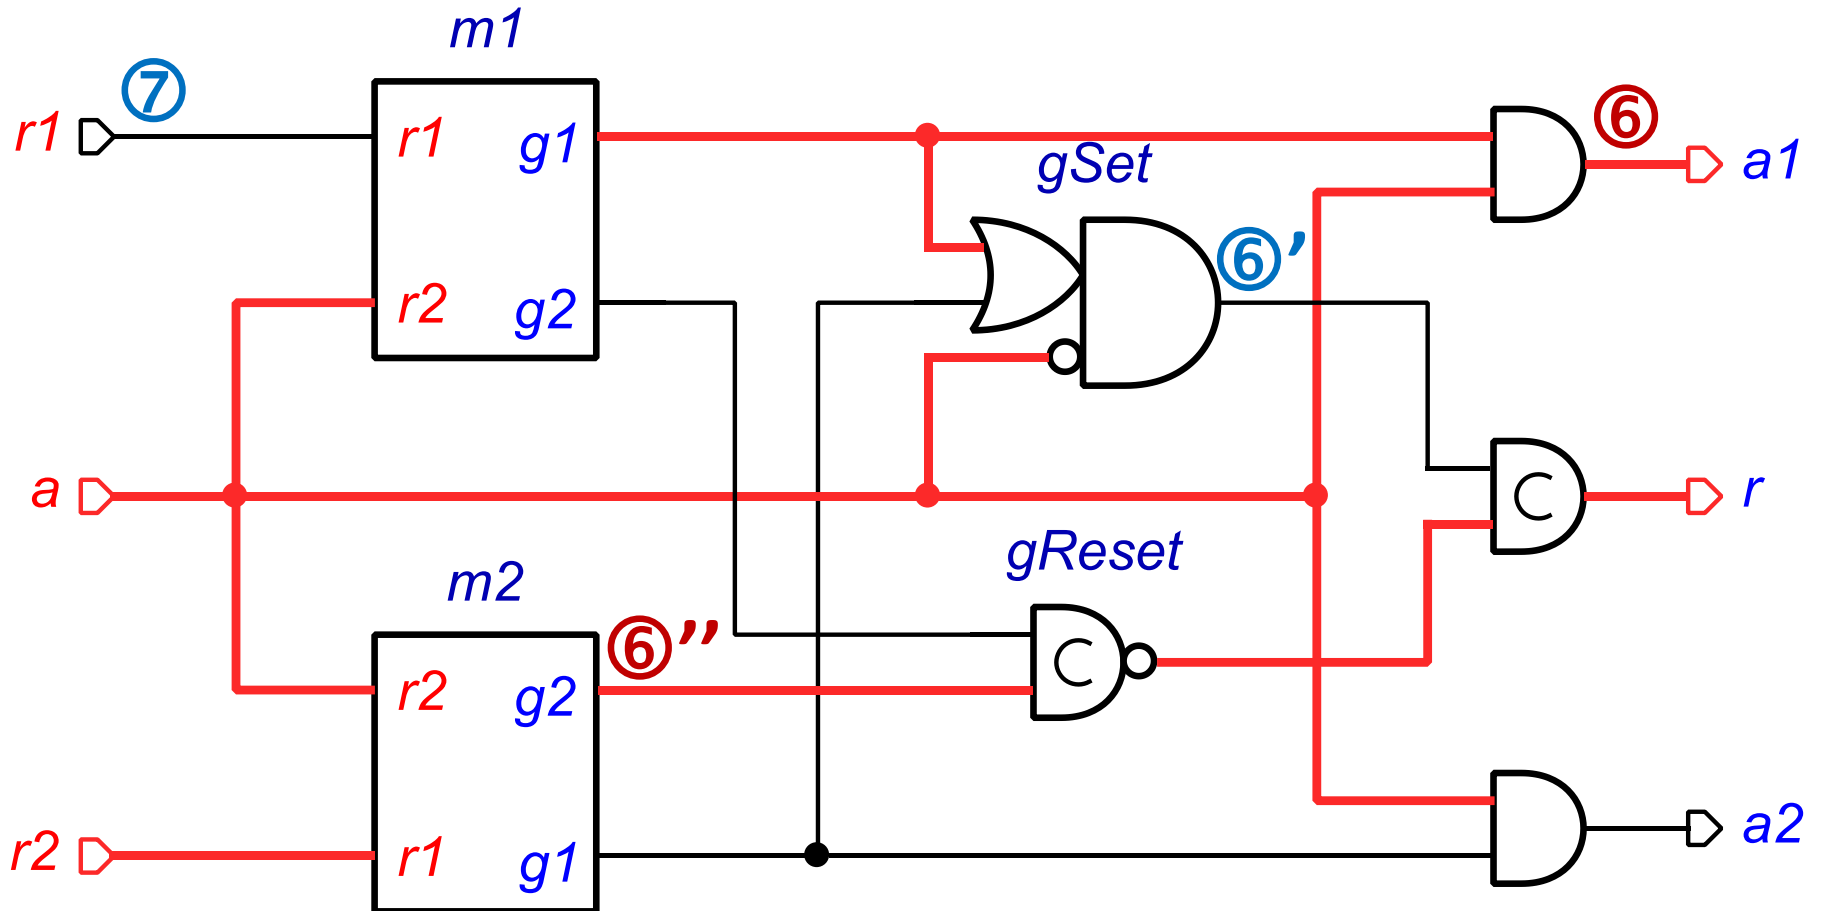 m1
r1 ⑦ r1 g1 ⑥ a1
gSet
⑥’
r2 g2
a r
gReset
C
m2
⑥’’
C
r2 g2
r2 r1 g1 a2